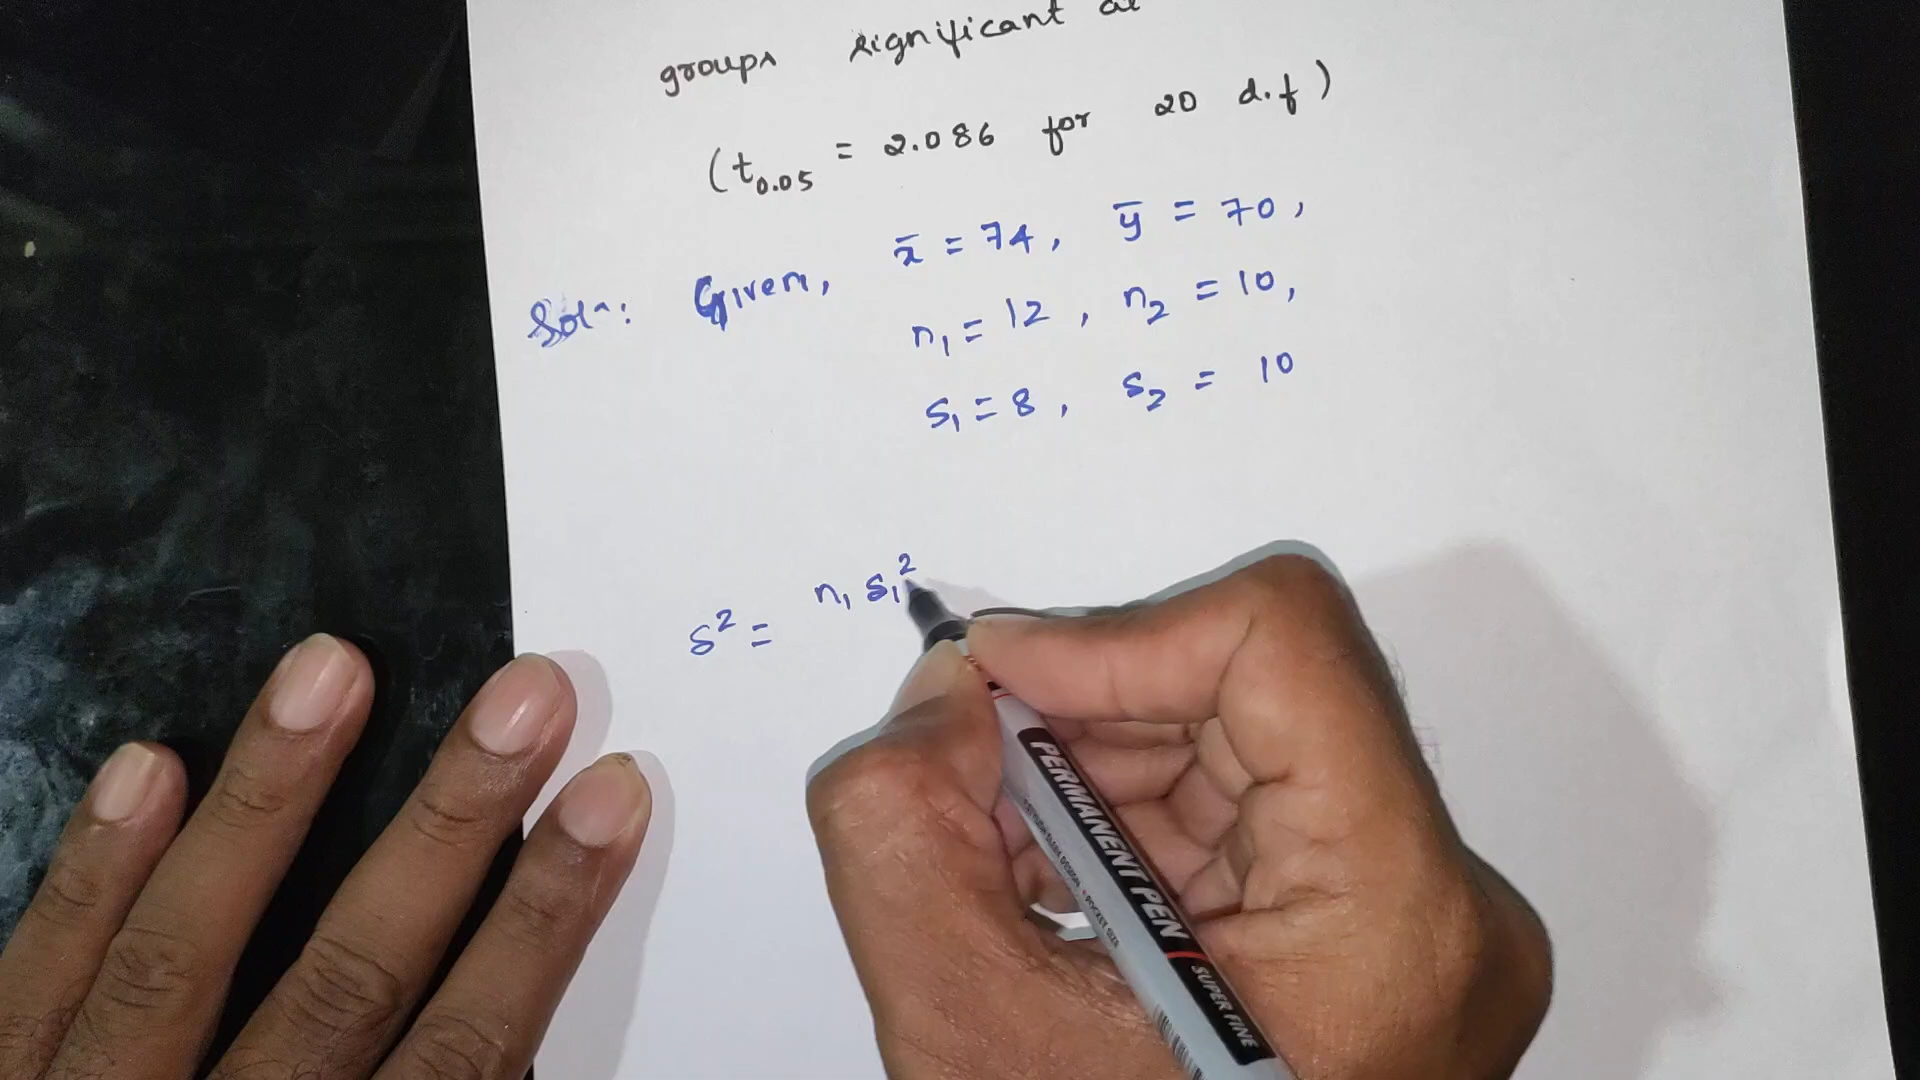 groups significant at
(t0.05 = 2.086 for 20 d.f)
Soln: Given, x̄ = 74, ȳ = 70,
n1 = 12, n2 = 10,
s1 = 8, s2 = 10
s² = n1 s1²
PERMANENT PEN SUPER FINE